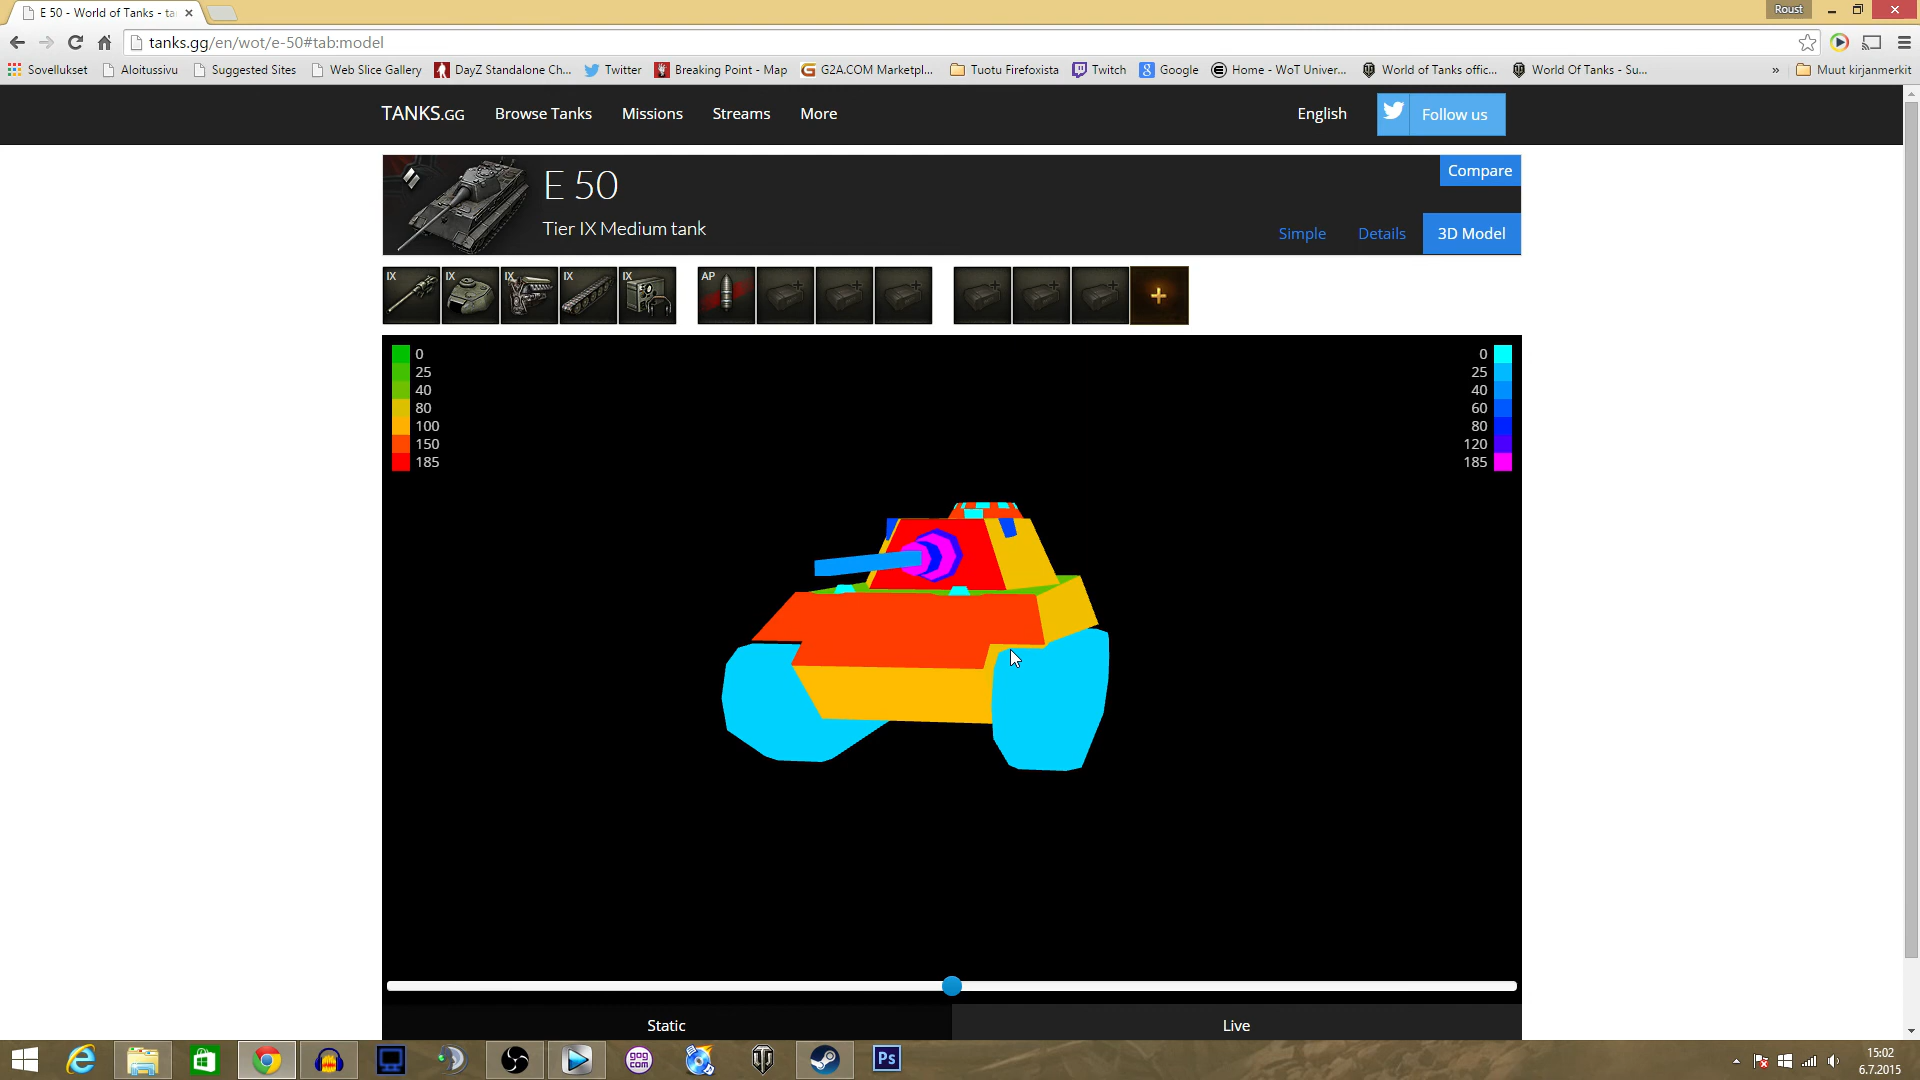 E 50 - World of Tanks - ta
Roust
tanks.gg/en/wot/e-50#tab:model
Sovellukset Aloitussivu Suggested Sites Web Slice Gallery DayZ Standalone Ch... Twitter Breaking Point - Map G2A.COM Marketpl... Tuotu Firefoxista Twitch Google Home - WoT Univer... World of Tanks offic... World Of Tanks - Su... » Muut kirjanmerkit
TANKS.GG Browse Tanks Missions Streams More English Follow us
E 50
Compare
Tier IX Medium tank
Simple Details 3D Model
IX IX IX IX IX AP
0 0
25 25
40 40
80 60
100 80
150 120
185 185
Static Live
gog
com
Ps
15:02
6.7.2015